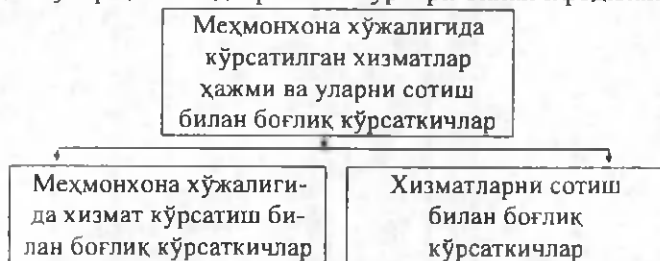 Меҳмонхона хўжалигида
кўрсатилган хизматлар
ҳажми ва уларни сотиш
билан боғлиқ кўрсаткичлар
Меҳмонхона хўжалиги-
да хизмат кўрсатиш би-
лан боғлиқ кўрсаткичлар
Хизматларни сотиш
билан боғлиқ
кўрсаткичлар